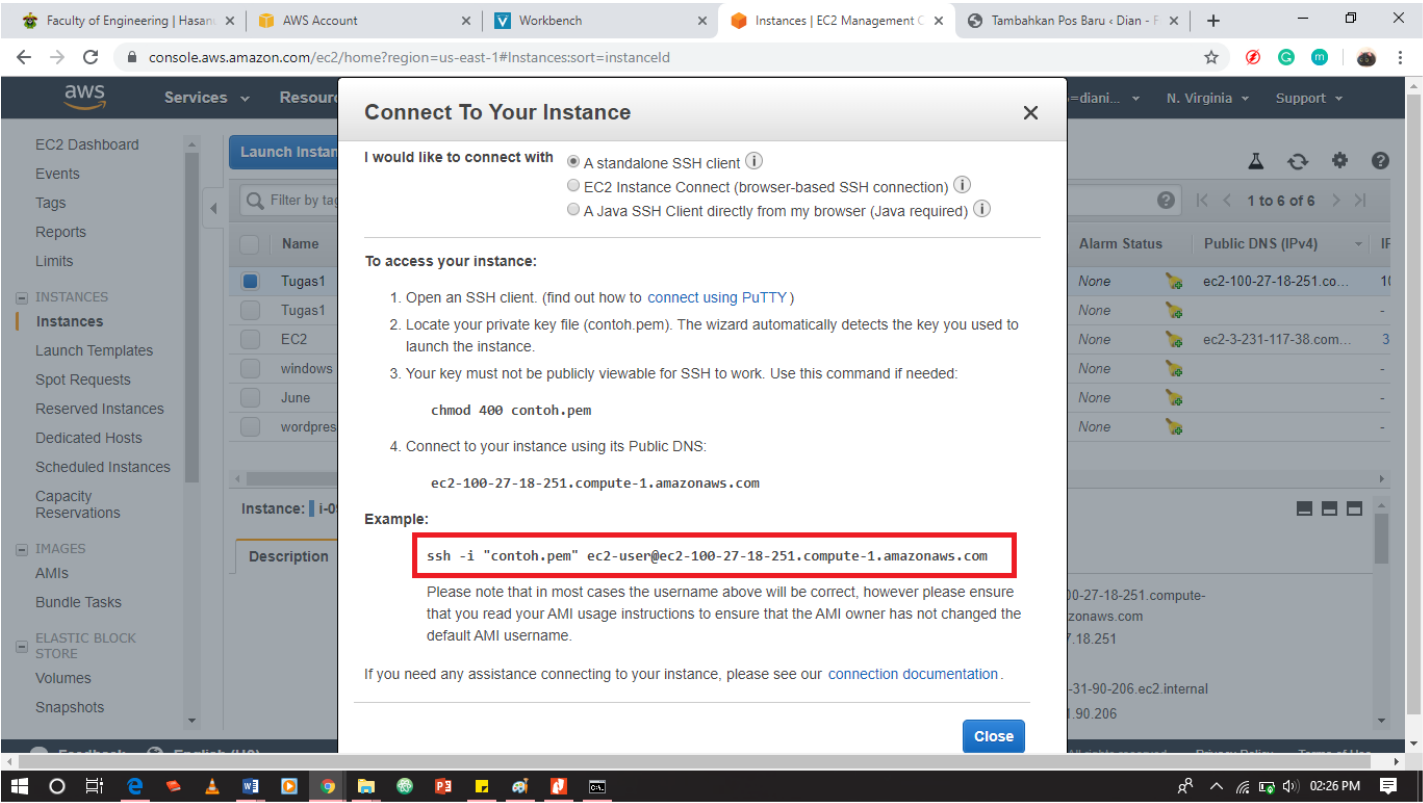 Faculty of Engineering | Hasanu
AWS Account
Workbench
Instances | EC2 Management C
Tambahkan Pos Baru ‹ Dian - F
console.aws.amazon.com/ec2/home?region=us-east-1#Instances:sort=instanceId
aws
Services
Resour
=diani...
N. Virginia
Support
EC2 Dashboard
Events
Tags
Reports
Limits
INSTANCES
Instances
Launch Templates
Spot Requests
Reserved Instances
Dedicated Hosts
Scheduled Instances
Capacity
Reservations
IMAGES
AMIs
Bundle Tasks
ELASTIC BLOCK
STORE
Volumes
Snapshots
Launch Instan
Filter by tag
1 to 6 of 6
Name
Alarm Status
Public DNS (IPv4)
Tugas1
None
ec2-100-27-18-251.co...
10
Tugas1
None
-
EC2
None
ec2-3-231-117-38.com...
3
windows
None
-
June
None
-
wordpres
None
-
Instance: i-0
Description
Connect To Your Instance
I would like to connect with
A standalone SSH client
EC2 Instance Connect (browser-based SSH connection)
A Java SSH Client directly from my browser (Java required)
To access your instance:
1. Open an SSH client. (find out how to connect using PuTTY)
2. Locate your private key file (contoh.pem). The wizard automatically detects the key you used to
launch the instance.
3. Your key must not be publicly viewable for SSH to work. Use this command if needed:
chmod 400 contoh.pem
4. Connect to your instance using its Public DNS:
ec2-100-27-18-251.compute-1.amazonaws.com
Example:
ssh -i "contoh.pem" ec2-user@ec2-100-27-18-251.compute-1.amazonaws.com
Please note that in most cases the username above will be correct, however please ensure
that you read your AMI usage instructions to ensure that the AMI owner has not changed the
default AMI username.
If you need any assistance connecting to your instance, please see our connection documentation.
Close
00-27-18-251.compute-
zonaws.com
7.18.251
-31-90-206.ec2.internal
1.90.206
02:26 PM